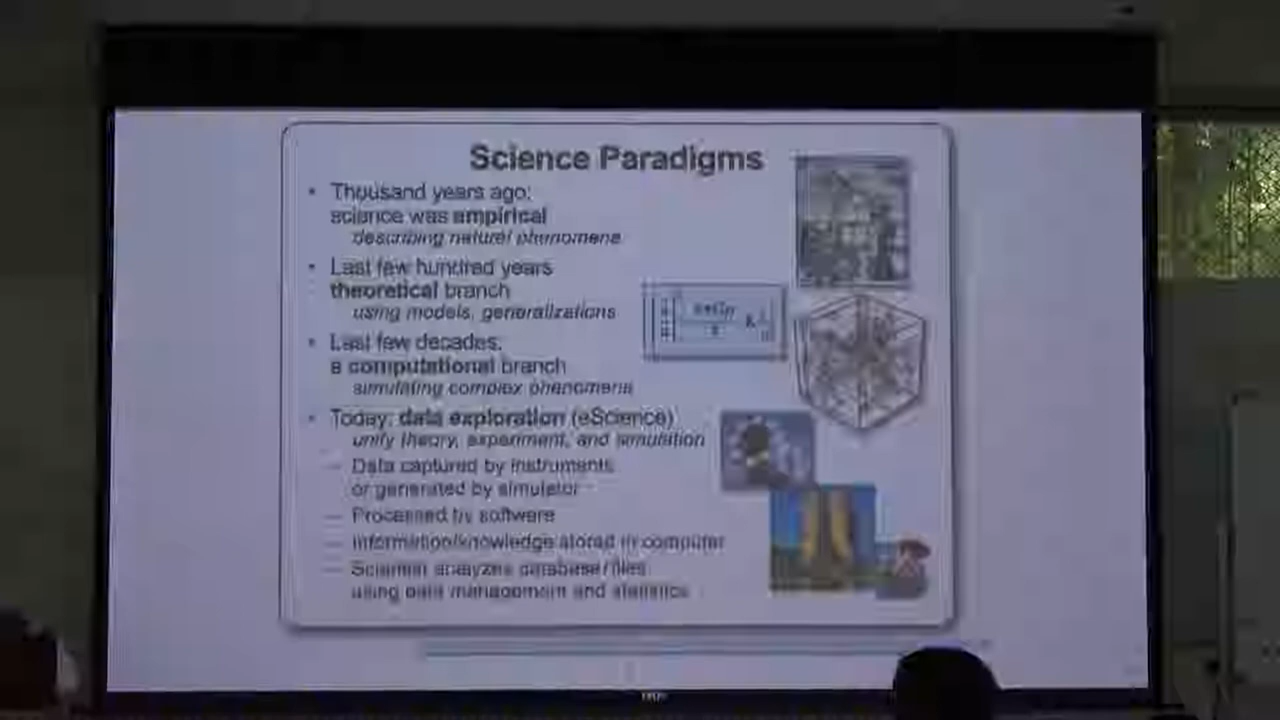 Science Paradigms
• Thousand years ago:
science was empirical
describing natural phenomena
• Last few hundred years
theoretical branch
using models, generalizations
• Last few decades:
a computational branch
simulating complex phenomena
• Today: data exploration (eScience)
unify theory, experiment, and simulation
– Data captured by instruments
or generated by simulator
– Processed by software
– Information/knowledge stored in computer
– Scientist analyzes database/files
using data management and statistics